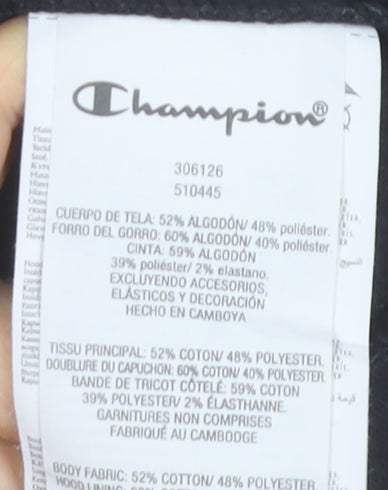 Champion®
306126
510445
CUERPO DE TELA: 52% ALGODÓN/ 48% poliéster.
FORRO DEL GORRO: 60% ALGODÓN/ 40% poliéster.
CINTA: 59% ALGODÓN
39% poliéster/ 2% elastano.
EXCLUYENDO ACCESORIOS,
ELÁSTICOS Y DECORACIÓN
HECHO EN CAMBOYA
TISSU PRINCIPAL: 52% COTON/ 48% POLYESTER.
DOUBLURE DU CAPUCHON: 60% COTON/ 40% POLYESTER.
BANDE DE TRICOT CÔTELÉ: 59% COTON
39% POLYESTER/ 2% ÉLASTHANNE.
GARNITURES NON COMPRISES
FABRIQUÉ AU CAMBODGE
BODY FABRIC: 52% COTTON/ 48% POLYESTER
HOOD LINING: